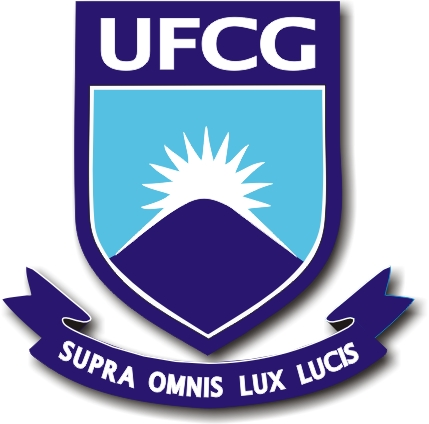 UFCG
SUPRA OMNIS LUX LUCIS